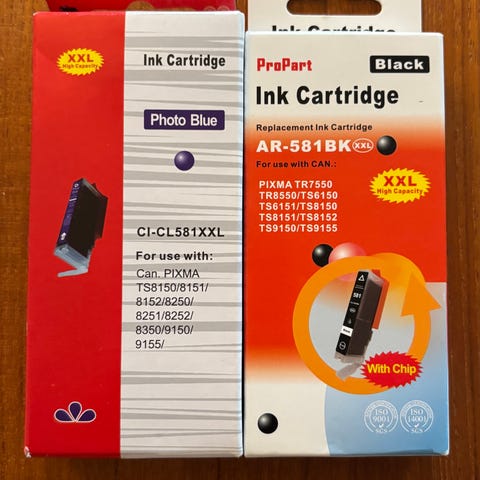 XXL
High Capacity
Ink Cartridge
Photo Blue
CI-CL581XXL
For use with:
Can. PIXMA
TS8150/8151/
8152/8250/
8251/8252/
8350/9150/
9155/
Ink Cartridge
ProPart
Black
Ink Cartridge
Replacement Ink Cartridge
AR-581BK XXL
For use with CAN.:
PIXMA TR7550
TR8550/TS6150
TS6151/TS8150
TS8151/TS8152
TS9150/TS9155
XXL
High Capacity
581
With Chip
ISO
9001
SGS
ISO
1400
SGS